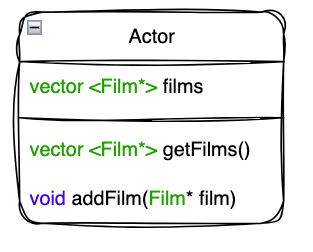 Actor
vector <Film*> films
vector <Film*> getFilms()
void addFilm(Film* film)